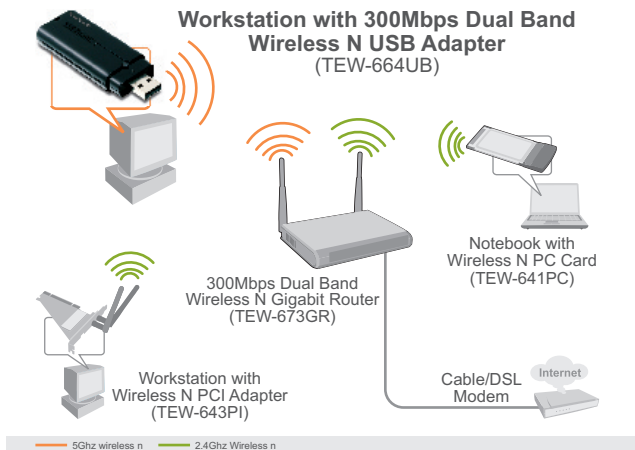 Workstation with 300Mbps Dual Band
Wireless N USB Adapter
(TEW-664UB)
Notebook with
Wireless N PC Card
(TEW-641PC)
300Mbps Dual Band
Wireless N Gigabit Router
(TEW-673GR)
Workstation with
Wireless N PCI Adapter
(TEW-643PI)
Cable/DSL
Modem
Internet
5Ghz wireless n
2.4Ghz Wireless n